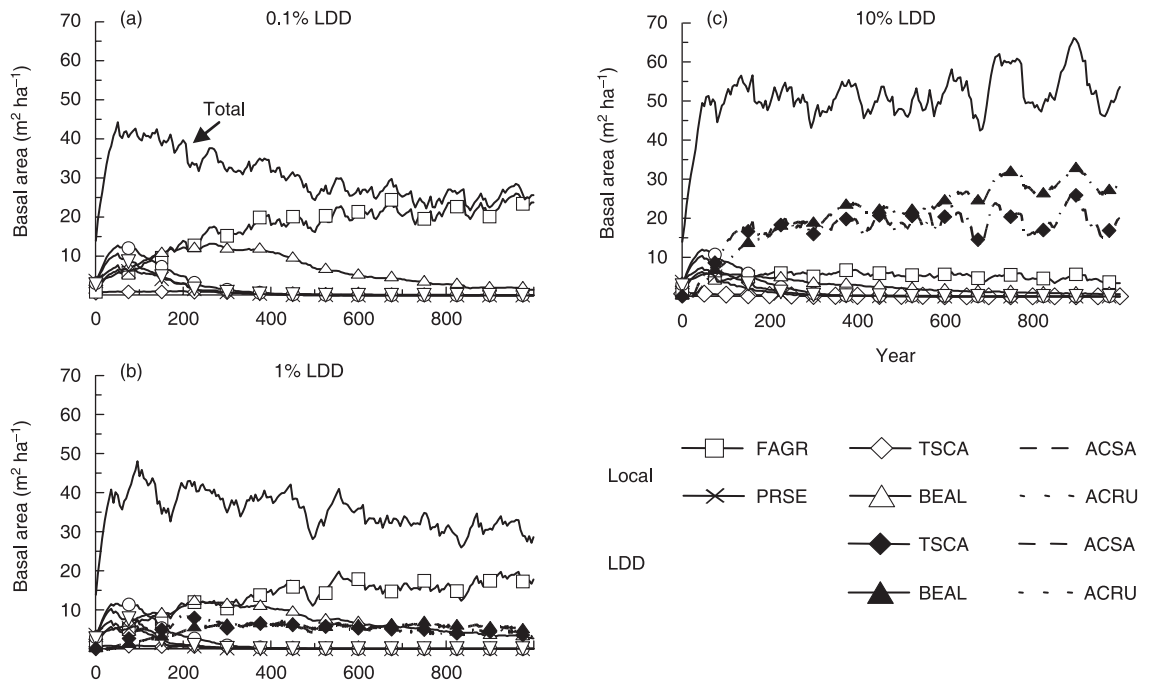 (a) 0.1% LDD
Basal area (m² ha⁻¹)
70
60
50
40
30
20
10
Total
0 200 400 600 800
(b) 1% LDD
Basal area (m² ha⁻¹)
70
60
50
40
30
20
10
0 200 400 600 800
(c) 10% LDD
Basal area (m² ha⁻¹)
70
60
50
40
30
20
10
0 200 400 600 800
Year
Local
FAGR TSCA ACSA
PRSE BEAL ACRU
LDD
TSCA ACSA
BEAL ACRU